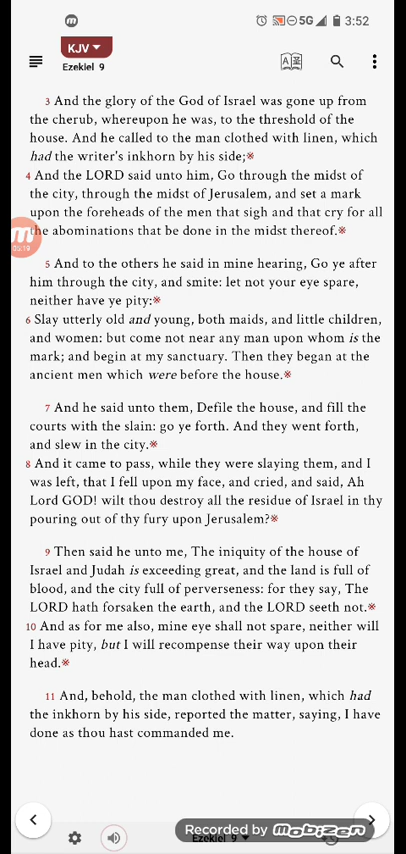 5G 3:52
KJV
Ezekiel 9
3 And the glory of the God of Israel was gone up from
the cherub, whereupon he was, to the threshold of the
house. And he called to the man clothed with linen, which
had the writer's inkhorn by his side;※
4 And the LORD said unto him, Go through the midst of
the city, through the midst of Jerusalem, and set a mark
upon the foreheads of the men that sigh and that cry for all
the abominations that be done in the midst thereof.※
05:19
5 And to the others he said in mine hearing, Go ye after
him through the city, and smite: let not your eye spare,
neither have ye pity:※
6 Slay utterly old and young, both maids, and little children,
and women: but come not near any man upon whom is the
mark; and begin at my sanctuary. Then they began at the
ancient men which were before the house.※
7 And he said unto them, Defile the house, and fill the
courts with the slain: go ye forth. And they went forth,
and slew in the city.※
8 And it came to pass, while they were slaying them, and I
was left, that I fell upon my face, and cried, and said, Ah
Lord GOD! wilt thou destroy all the residue of Israel in thy
pouring out of thy fury upon Jerusalem?※
9 Then said he unto me, The iniquity of the house of
Israel and Judah is exceeding great, and the land is full of
blood, and the city full of perverseness: for they say, The
LORD hath forsaken the earth, and the LORD seeth not.※
10 And as for me also, mine eye shall not spare, neither will
I have pity, but I will recompense their way upon their
head.※
11 And, behold, the man clothed with linen, which had
the inkhorn by his side, reported the matter, saying, I have
done as thou hast commanded me.
Recorded by mobizen
Ezekiel 9